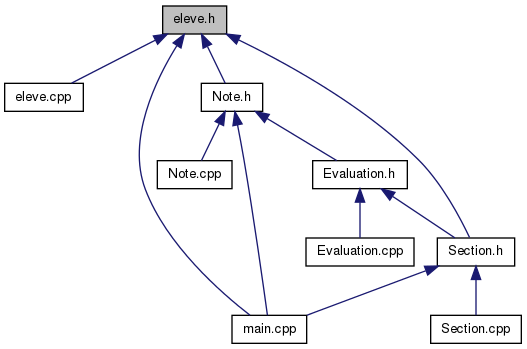 eleve.h
eleve.cpp
Note.h
Note.cpp
Evaluation.h
Evaluation.cpp
Section.h
main.cpp
Section.cpp